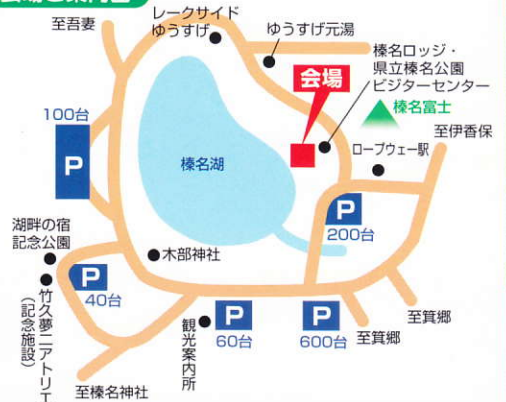 会場ご案内図
至吾妻
レークサイド
ゆうすげ
ゆうすげ元湯
榛名ロッジ・
県立榛名公園
ビジターセンター
会場
榛名富士
100台
P
至伊香保
ロープウェー駅
榛名湖
P
200台
湖畔の宿
記念公園
木部神社
P
40台
竹久夢二アトリエ
(記念施設)
観光案内所
P
60台
P
600台
至箕郷
至箕郷
至榛名神社